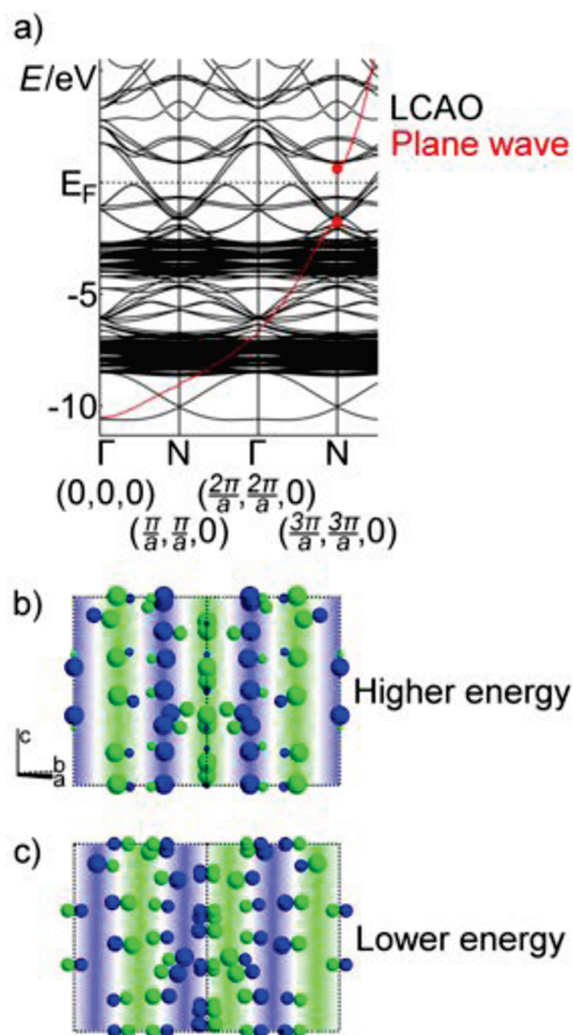 a)
E/eV
LCAO
Plane wave
E_F
-5
-10
Γ N Γ N
(0,0,0) (2π/a, 2π/a, 0)
(π/a, π/a, 0) (3π/a, 3π/a, 0)
b)
Higher energy
c
b
a
c)
Lower energy